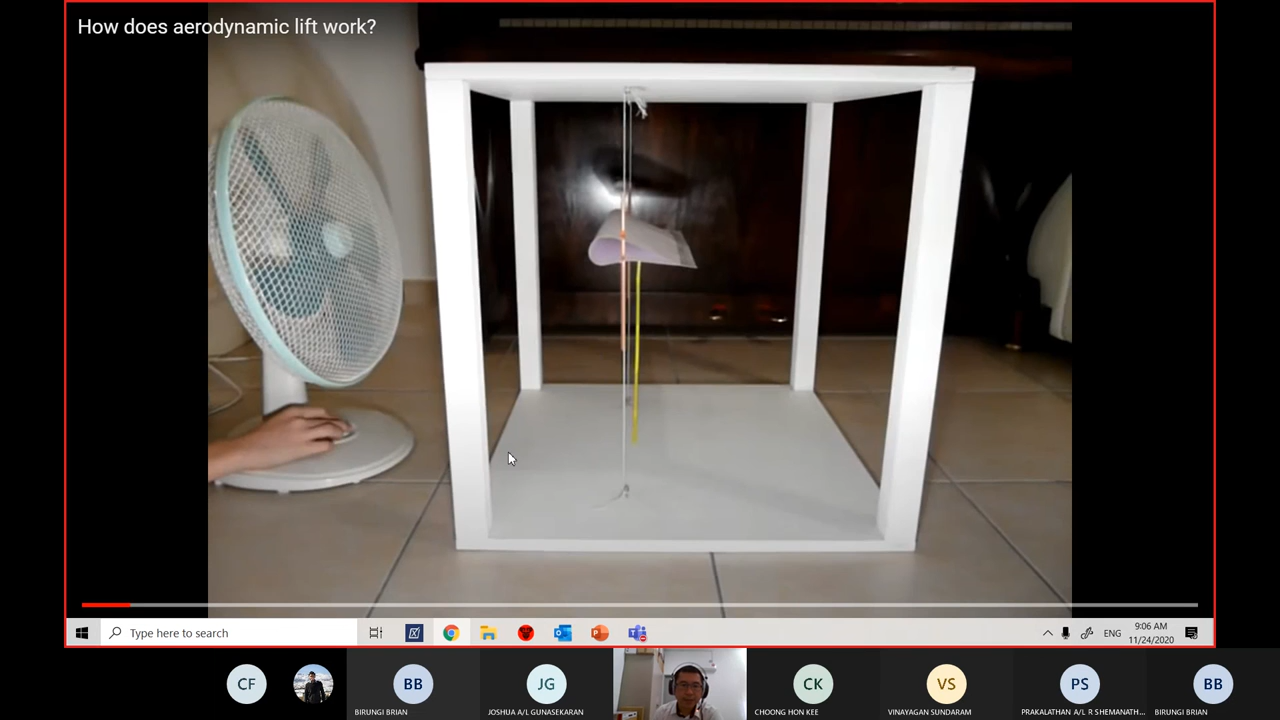 How does aerodynamic lift work?
Type here to search
ENG
9:06 AM
11/24/2020
CF
BB
BIRUNGI BRIAN
JG
JOSHUA A/L GUNASEKARAN
CK
CHOONG HON KEE
VS
VINAYAGAN SUNDARAM
PS
PRAKALATHAN A/L R SHEMANATH...
BB
BIRUNGI BRIAN